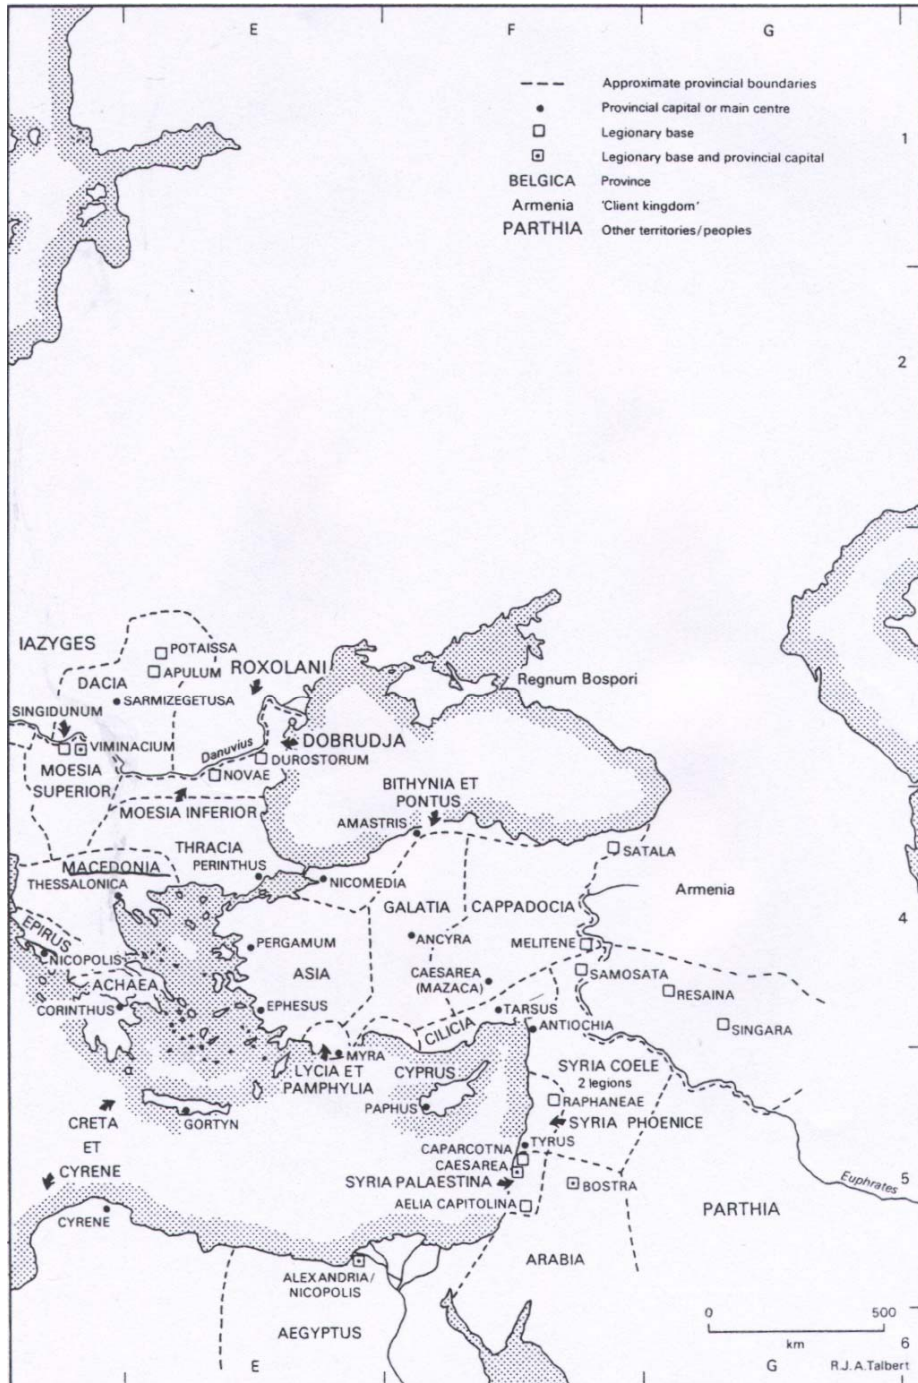 E
F
G
Approximate provincial boundaries
Provincial capital or main centre
Legionary base
Legionary base and provincial capital
BELGICA Province
Armenia 'Client kingdom'
PARTHIA Other territories/peoples
1
2
IAZYGES
POTAISSA
APULUM
ROXOLANI
Regnum Bospori
DACIA
SARMIZEGETUSA
SINGIDUNUM
VIMINACIUM
Danuvius
DOBRUDJA
DUROSTORUM
MOESIA
SUPERIOR
NOVAE
BITHYNIA ET
PONTUS
MOESIA INFERIOR
AMASTRIS
THRACIA
SATALA
MACEDONIA
PERINTHUS
NICOMEDIA
THESSALONICA
Armenia
GALATIA
CAPPADOCIA
4
EPIRUS
ANCYRA
MELITENE
NICOPOLIS
PERGAMUM
ASIA
CAESAREA
(MAZACA)
SAMOSATA
ACHAEA
RESAINA
CORINTHUS
EPHESUS
TARSUS
SINGARA
CILICIA
ANTIOCHIA
MYRA
LYCIA ET
PAMPHYLIA
CYPRUS
SYRIA COELE
2 legions
RAPHANEAE
PAPHUS
GORTYN
CRETA
ET
CYRENE
SYRIA PHOENICE
TYRUS
CAPARCOTNA
CAESAREA
SYRIA PALAESTINA
BOSTRA
Euphrates
5
AELIA CAPITOLINA
PARTHIA
CYRENE
ARABIA
ALEXANDRIA/
NICOPOLIS
AEGYPTUS
0 500
km
6
E
G
R.J.A.Talbert